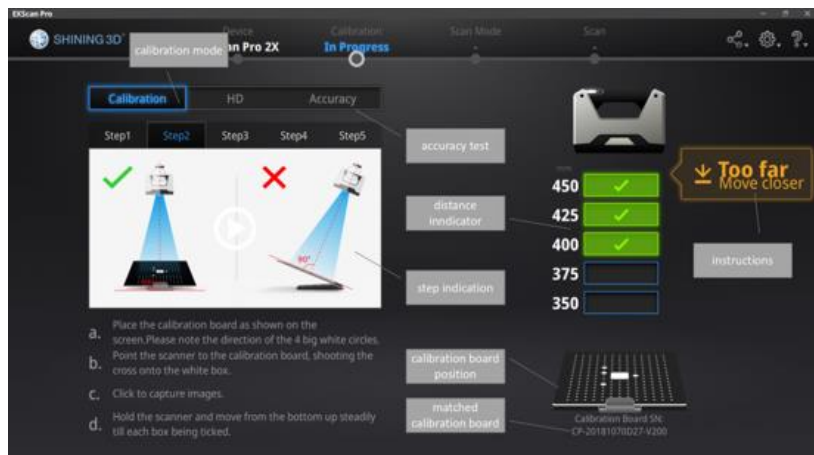 EXScan Pro
SHINING 3D
Device
an Pro 2X
Calibration
In Progress
Scan Mode
Scan
calibration mode
Calibration
HD
Accuracy
Step1
Step2
Step3
Step4
Step5
accuracy test
distance
inndicator
step indication
90°
450
425
400
375
350
Too far
Move closer
instructions
a. Place the calibration board as shown on the
screen.Please note the direction of the 4 big white circles.
b. Point the scanner to the calibration board, shooting the
cross onto the white box.
c. Click to capture images.
d. Hold the scanner and move from the bottom up steadily
till each box being ticked.
calibration board
position
matched
calibration board
Calibration Board SN:
CP-20181070D27-V200